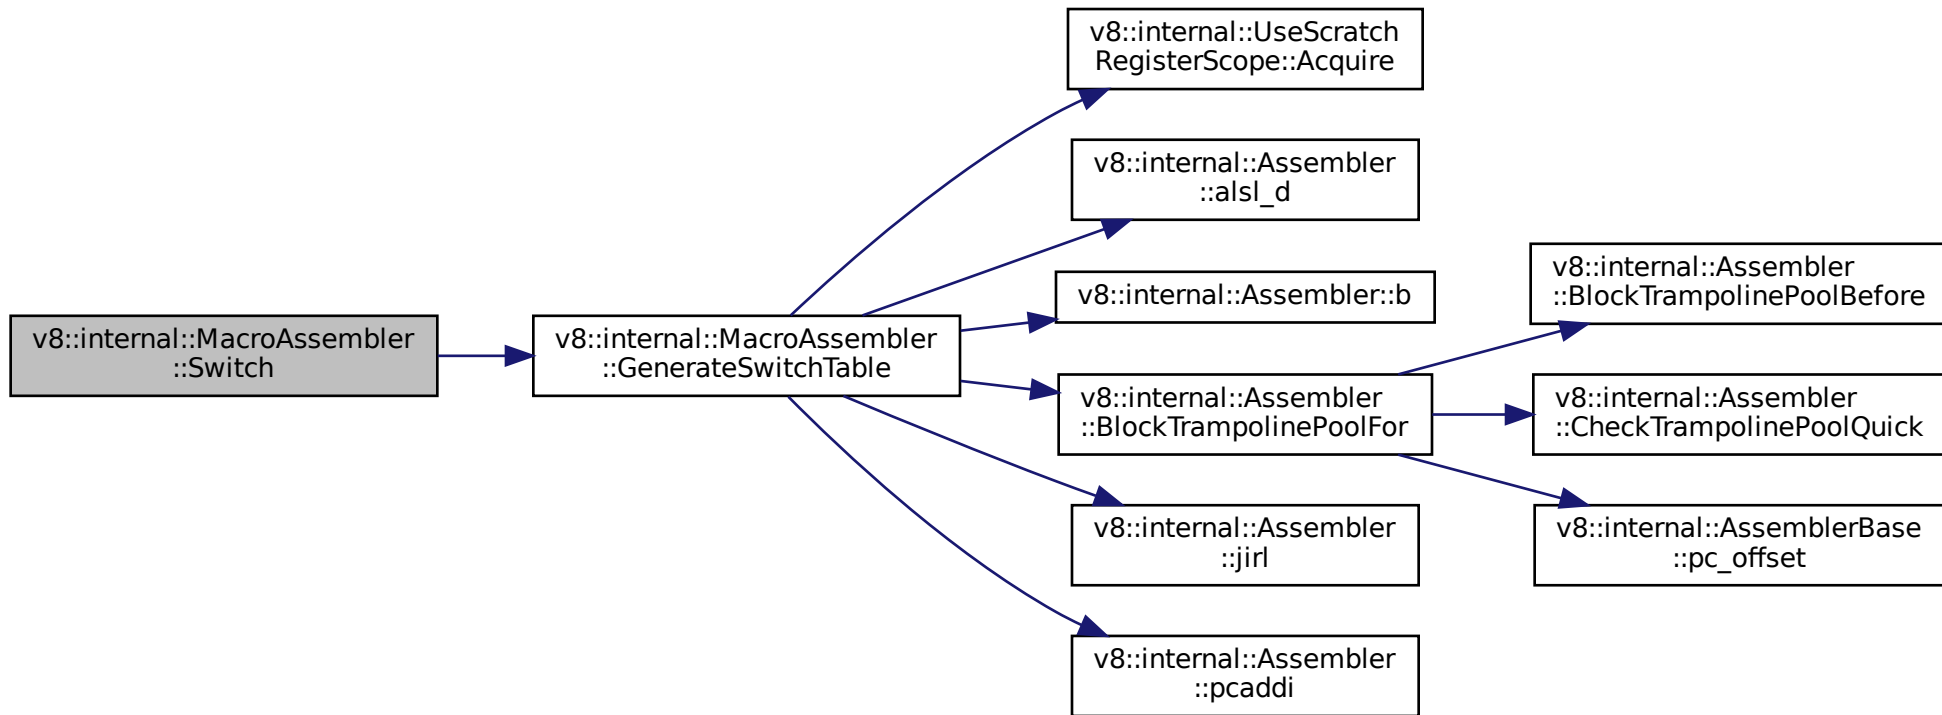 v8::internal::MacroAssembler
::Switch
v8::internal::MacroAssembler
::GenerateSwitchTable
v8::internal::UseScratch
RegisterScope::Acquire
v8::internal::Assembler
::alsl_d
v8::internal::Assembler::b
v8::internal::Assembler
::BlockTrampolinePoolFor
v8::internal::Assembler
::jirl
v8::internal::Assembler
::pcaddi
v8::internal::Assembler
::BlockTrampolinePoolBefore
v8::internal::Assembler
::CheckTrampolinePoolQuick
v8::internal::AssemblerBase
::pc_offset